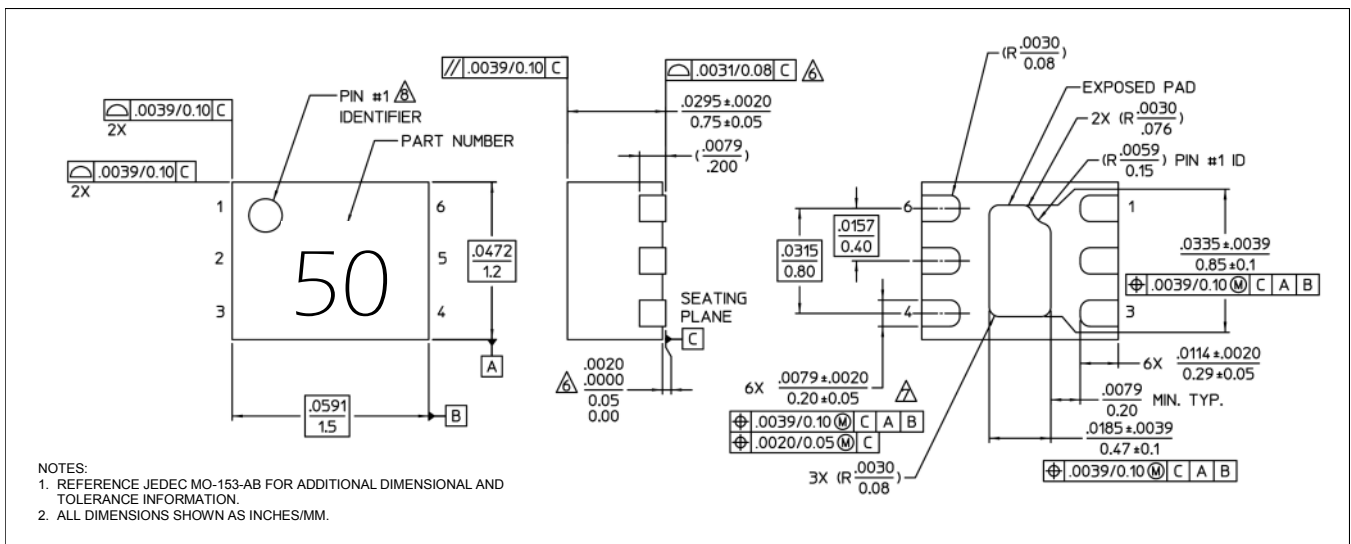 // .0039/0.10 C
.0039/0.10 C
2X
.0039/0.10 C
2X
PIN #1 8
IDENTIFIER
PART NUMBER
1
2
3
6
5
4
50
.0472
1.2
A
.0591
1.5
B
.0031/0.08 C 6
.0295±.0020
0.75±0.05
(.0079
.200)
SEATING
PLANE
C
6
.0020
.0000
0.05
0.00
(R .0030
0.08)
EXPOSED PAD
2X (R .0030
.076)
(R .0059
0.15) PIN #1 ID
6
4
1
3
.0315
0.80
.0157
0.40
.0335±.0039
0.85±0.1
⌖ .0039/0.10 Ⓜ C A B
6X .0114±.0020
0.29±0.05
.0079
0.20 MIN. TYP.
.0185±.0039
0.47±0.1
⌖ .0039/0.10 Ⓜ C A B
6X .0079±.0020
0.20±0.05
7
⌖ .0039/0.10 Ⓜ C A B
⌖ .0020/0.05 Ⓜ C
3X (R .0030
0.08)
NOTES:
1. REFERENCE JEDEC MO-153-AB FOR ADDITIONAL DIMENSIONAL AND
TOLERANCE INFORMATION.
2. ALL DIMENSIONS SHOWN AS INCHES/MM.